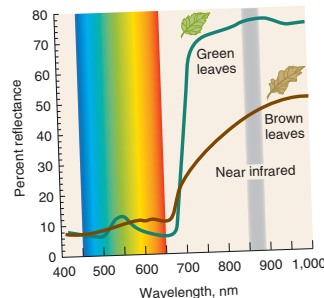 80
70
60
50
40
30
20
10
0
Percent reflectance
Green
leaves
Brown
leaves
Near infrared
400 500 600 700 800 900 1,000
Wavelength, nm